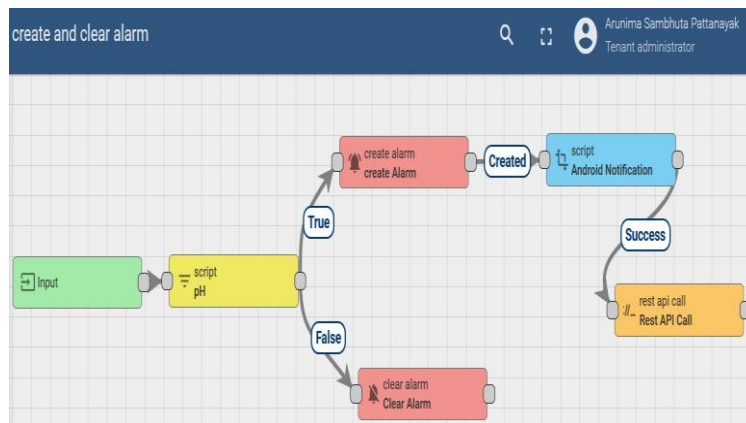 create and clear alarm
Arunima Sambhuta Pattanayak
Tenant administrator
create alarm
create Alarm
Created
script
Android Notification
True
Success
Input
script
pH
rest api call
Rest API Call
False
clear alarm
Clear Alarm